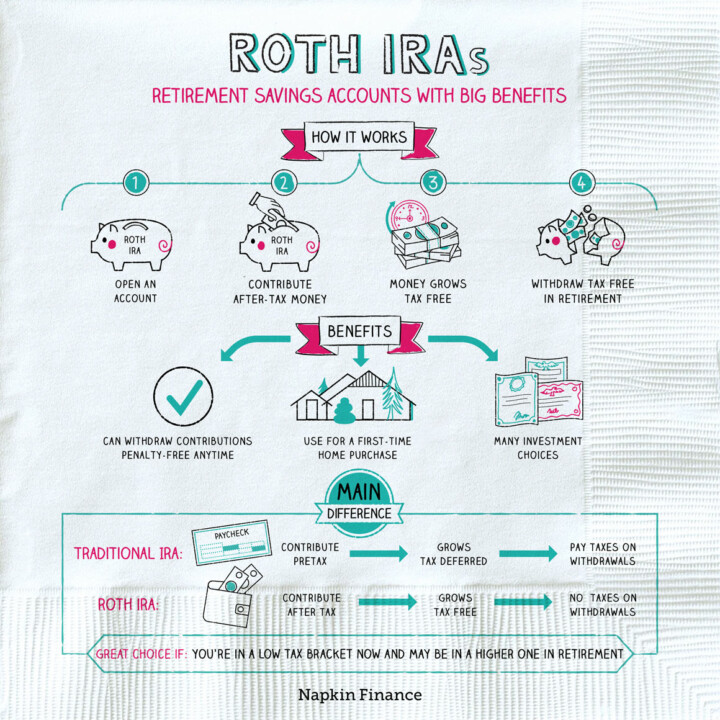 ROTH IRAs
RETIREMENT SAVINGS ACCOUNTS WITH BIG BENEFITS
HOW IT WORKS
1
2
3
4
ROTH
IRA
ROTH
IRA
OPEN AN
ACCOUNT
CONTRIBUTE
AFTER-TAX MONEY
MONEY GROWS
TAX FREE
WITHDRAW TAX FREE
IN RETIREMENT
BENEFITS
CAN WITHDRAW CONTRIBUTIONS
PENALTY-FREE ANYTIME
USE FOR A FIRST-TIME
HOME PURCHASE
MANY INVESTMENT
CHOICES
MAIN
DIFFERENCE
TRADITIONAL IRA:
PAYCHECK
CONTRIBUTE
PRETAX
GROWS
TAX DEFERRED
PAY TAXES ON
WITHDRAWALS
ROTH IRA:
CONTRIBUTE
AFTER TAX
GROWS
TAX FREE
NO TAXES ON
WITHDRAWALS
GREAT CHOICE IF: YOU'RE IN A LOW TAX BRACKET NOW AND MAY BE IN A HIGHER ONE IN RETIREMENT
Napkin Finance